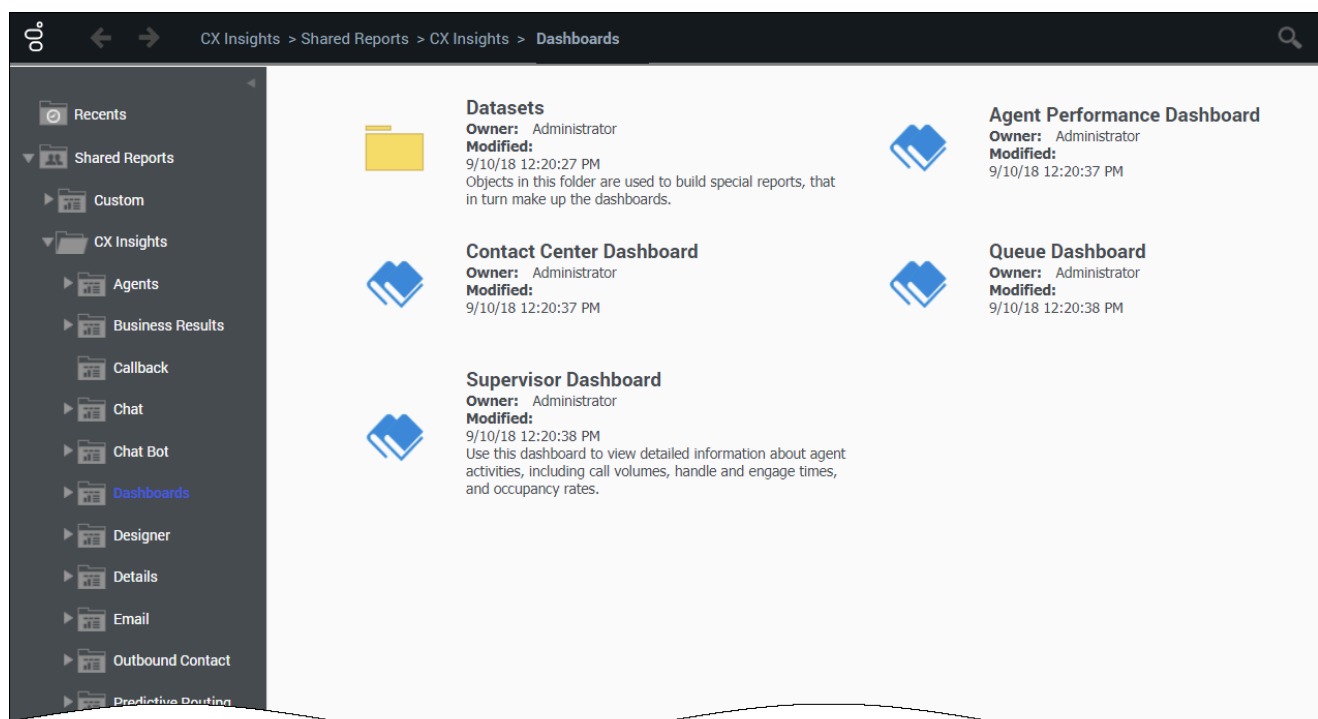 CX Insights > Shared Reports > CX Insights > Dashboards
Recents
Shared Reports
Custom
CX Insights
Agents
Business Results
Callback
Chat
Chat Bot
Dashboards
Designer
Details
Email
Outbound Contact
Predictive Routing
Datasets
Owner: Administrator
Modified:
9/10/18 12:20:27 PM
Objects in this folder are used to build special reports, that
in turn make up the dashboards.
Agent Performance Dashboard
Owner: Administrator
Modified:
9/10/18 12:20:37 PM
Contact Center Dashboard
Owner: Administrator
Modified:
9/10/18 12:20:37 PM
Queue Dashboard
Owner: Administrator
Modified:
9/10/18 12:20:38 PM
Supervisor Dashboard
Owner: Administrator
Modified:
9/10/18 12:20:38 PM
Use this dashboard to view detailed information about agent
activities, including call volumes, handle and engage times,
and occupancy rates.